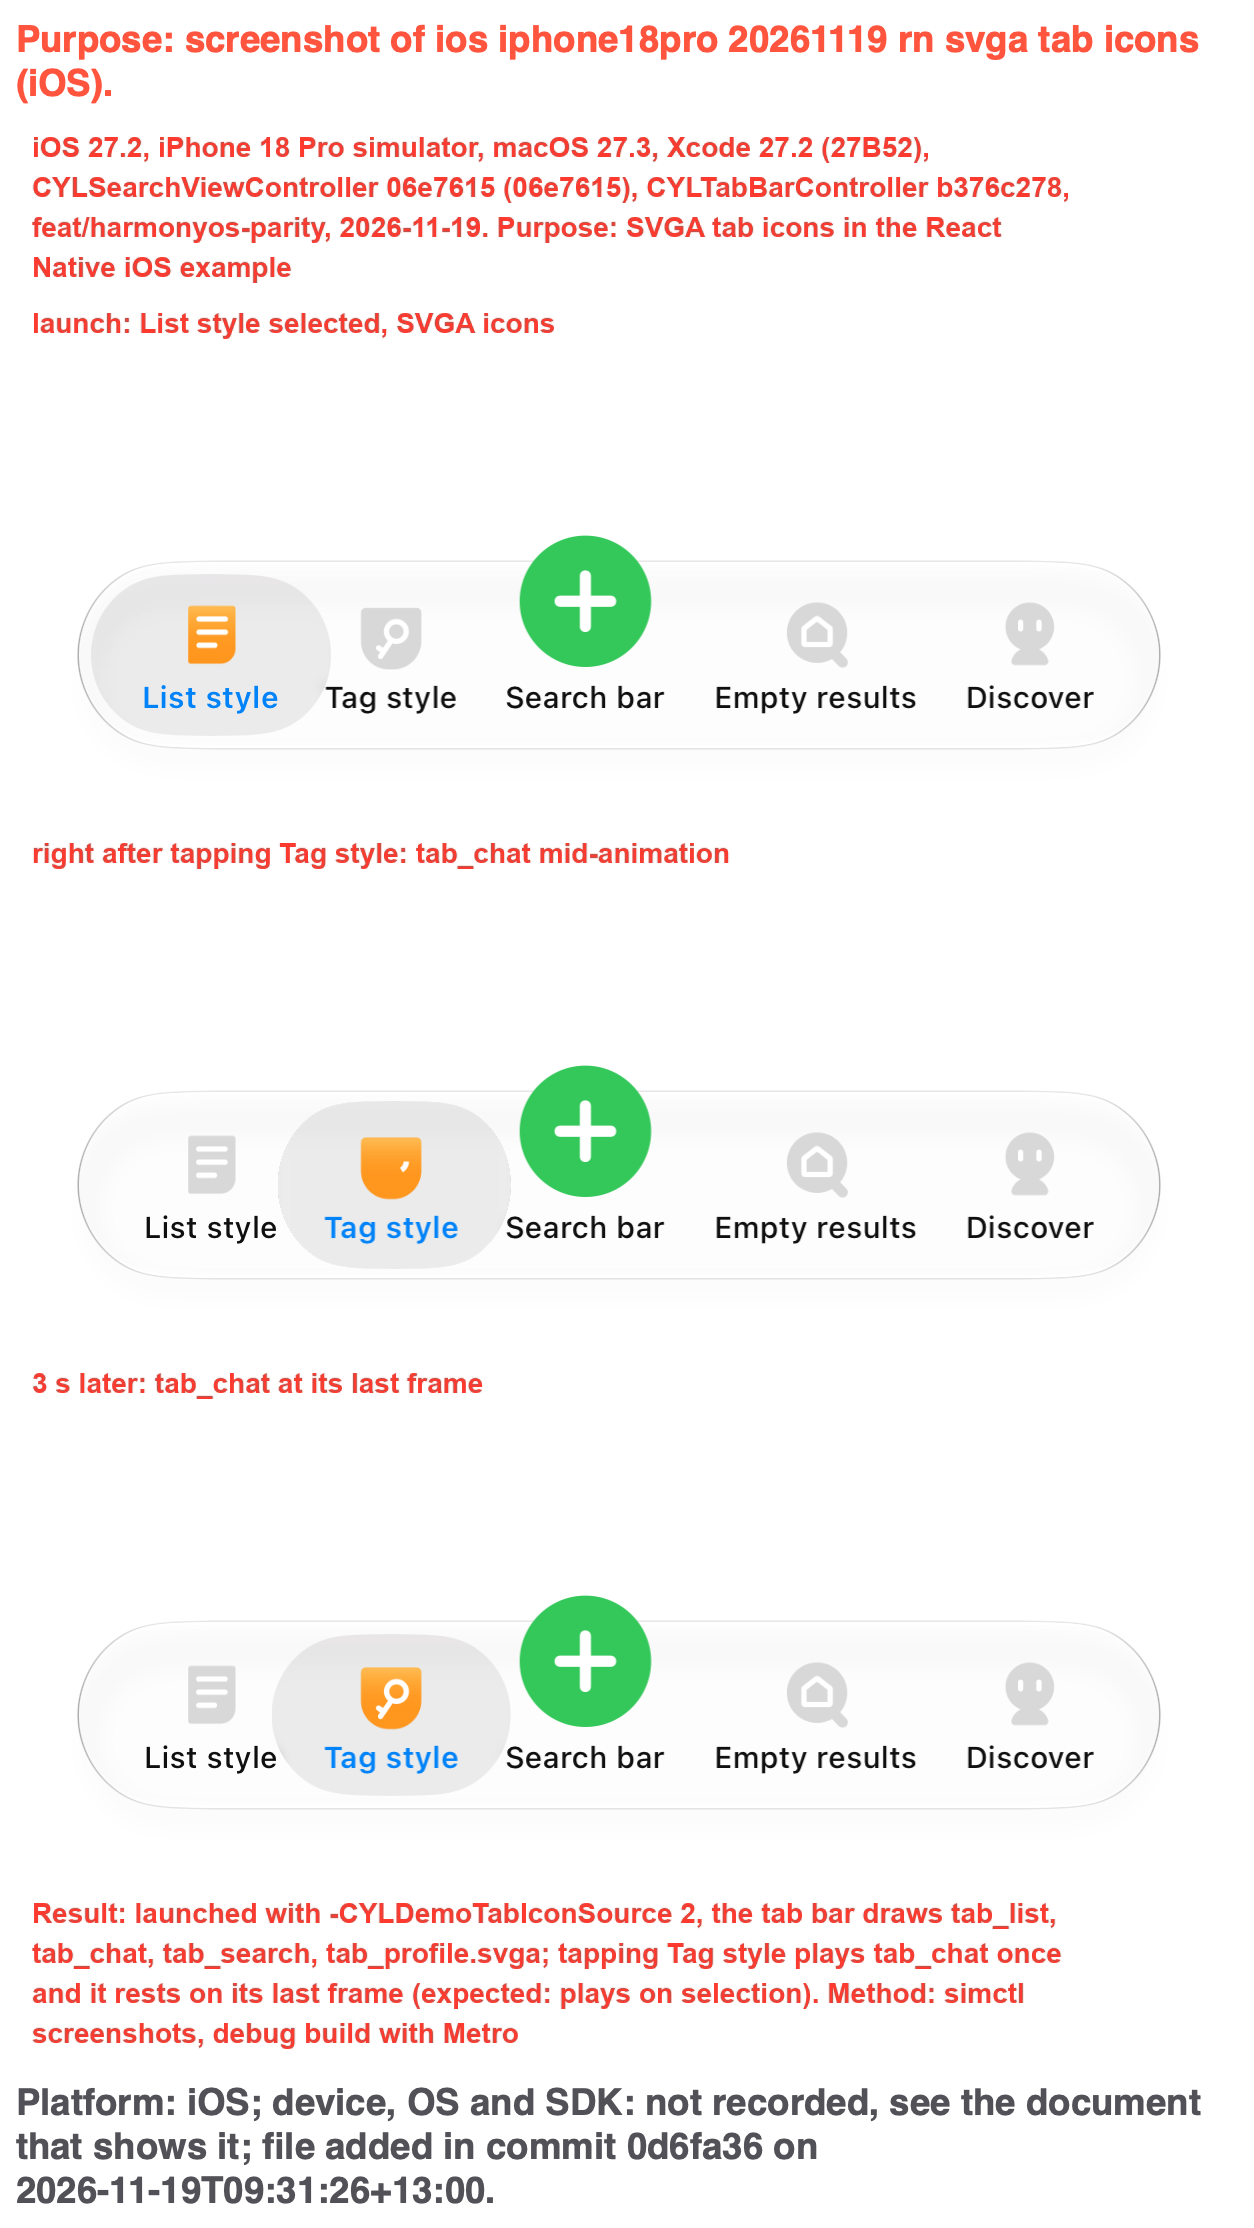 Purpose: screenshot of ios iphone18pro 20261119 rn svga tab icons
(iOS).
iOS 27.2, iPhone 18 Pro simulator, macOS 27.3, Xcode 27.2 (27B52),
CYLSearchViewController 06e7615 (06e7615), CYLTabBarController b376c278,
feat/harmonyos-parity, 2026-11-19. Purpose: SVGA tab icons in the React
Native iOS example
launch: List style selected, SVGA icons
List style Tag style Search bar Empty results Discover
right after tapping Tag style: tab_chat mid-animation
List style Tag style Search bar Empty results Discover
3 s later: tab_chat at its last frame
List style Tag style Search bar Empty results Discover
Result: launched with -CYLDemoTabIconSource 2, the tab bar draws tab_list,
tab_chat, tab_search, tab_profile.svga; tapping Tag style plays tab_chat once
and it rests on its last frame (expected: plays on selection). Method: simctl
screenshots, debug build with Metro
Platform: iOS; device, OS and SDK: not recorded, see the document
that shows it; file added in commit 0d6fa36 on
2026-11-19T09:31:26+13:00.